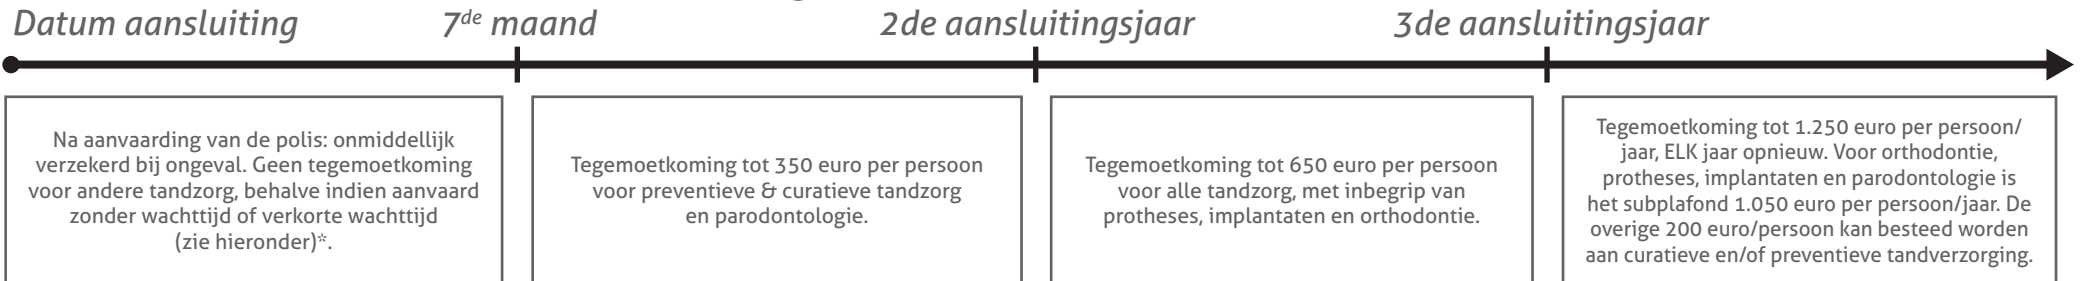 Datum aansluiting
7de maand
2de aansluitingsjaar
3de aansluitingsjaar
Na aanvaarding van de polis: onmiddellijk
verzekerd bij ongeval. Geen tegemoetkoming
voor andere tandzorg, behalve indien aanvaard
zonder wachttijd of verkorte wachttijd
(zie hieronder)*.
Tegemoetkoming tot 350 euro per persoon
voor preventieve & curatieve tandzorg
en parodontologie.
Tegemoetkoming tot 650 euro per persoon
voor alle tandzorg, met inbegrip van
protheses, implantaten en orthodontie.
Tegemoetkoming tot 1.250 euro per persoon/
jaar, ELK jaar opnieuw. Voor orthodontie,
protheses, implantaten en parodontologie is
het subplafond 1.050 euro per persoon/jaar. De
overige 200 euro/persoon kan besteed worden
aan curatieve en/of preventieve tandverzorging.